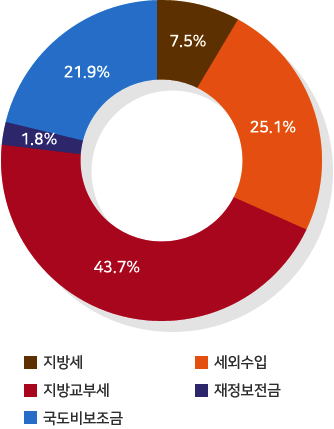 7.5%
21.9%
25.1%
1.8%
43.7%
지방세
세외수입
지방교부세
재정보전금
국도비보조금